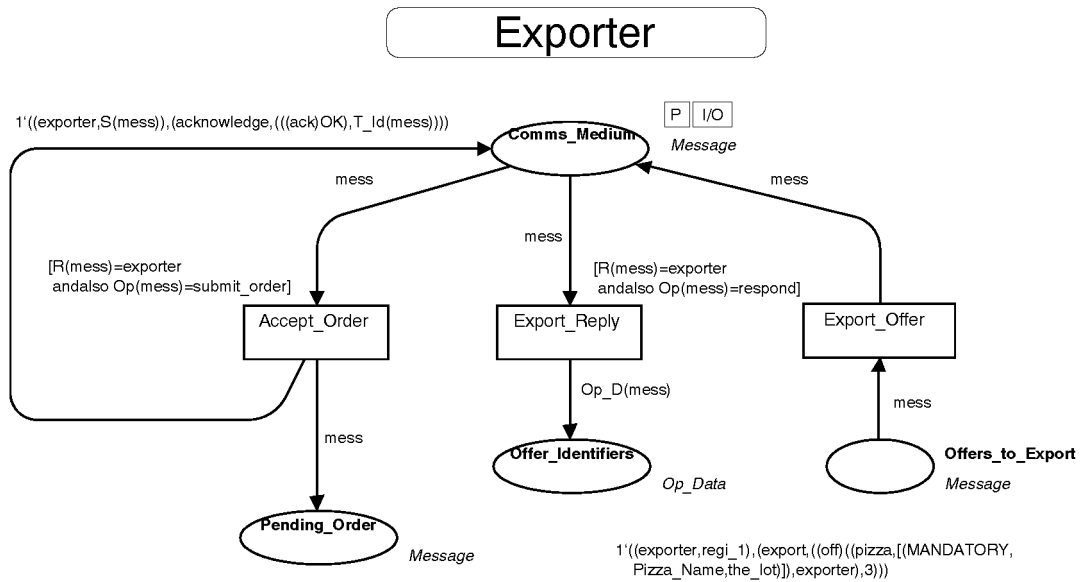 Exporter
P I/O
1‘((exporter,S(mess)),(acknowledge,(((ack)OK),T_Id(mess))))
Comms_Medium
Message
mess
mess
mess
[R(mess)=exporter
andalso Op(mess)=submit_order]
[R(mess)=exporter
andalso Op(mess)=respond]
Accept_Order
Export_Reply
Export_Offer
Op_D(mess)
mess
mess
Offer_Identifiers
Op_Data
Offers_to_Export
Message
Pending_Order
Message
1‘((exporter,regi_1),(export,((off)((pizza,[(MANDATORY,
Pizza_Name,the_lot)]),exporter),3)))